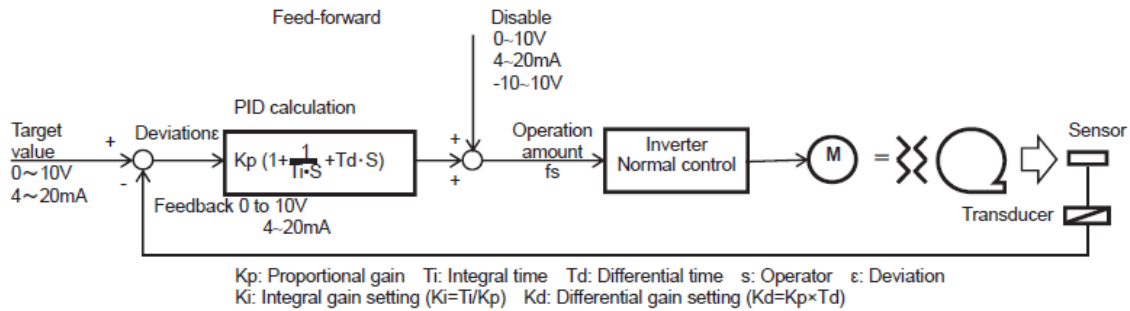 Feed-forward
Disable
0~10V
4~20mA
-10~10V
PID calculation
Target
value
0～10V
4～20mA
+
-
Deviationε
Kp (1+ 1/Ti•S +Td·S)
+
+
Operation
amount
fs
Inverter
Normal control
M
=
Sensor
Transducer
Feedback 0 to 10V
4~20mA
Kp: Proportional gain Ti: Integral time Td: Differential time s: Operator ε: Deviation
Ki: Integral gain setting (Ki=Ti/Kp) Kd: Differential gain setting (Kd=Kp×Td)